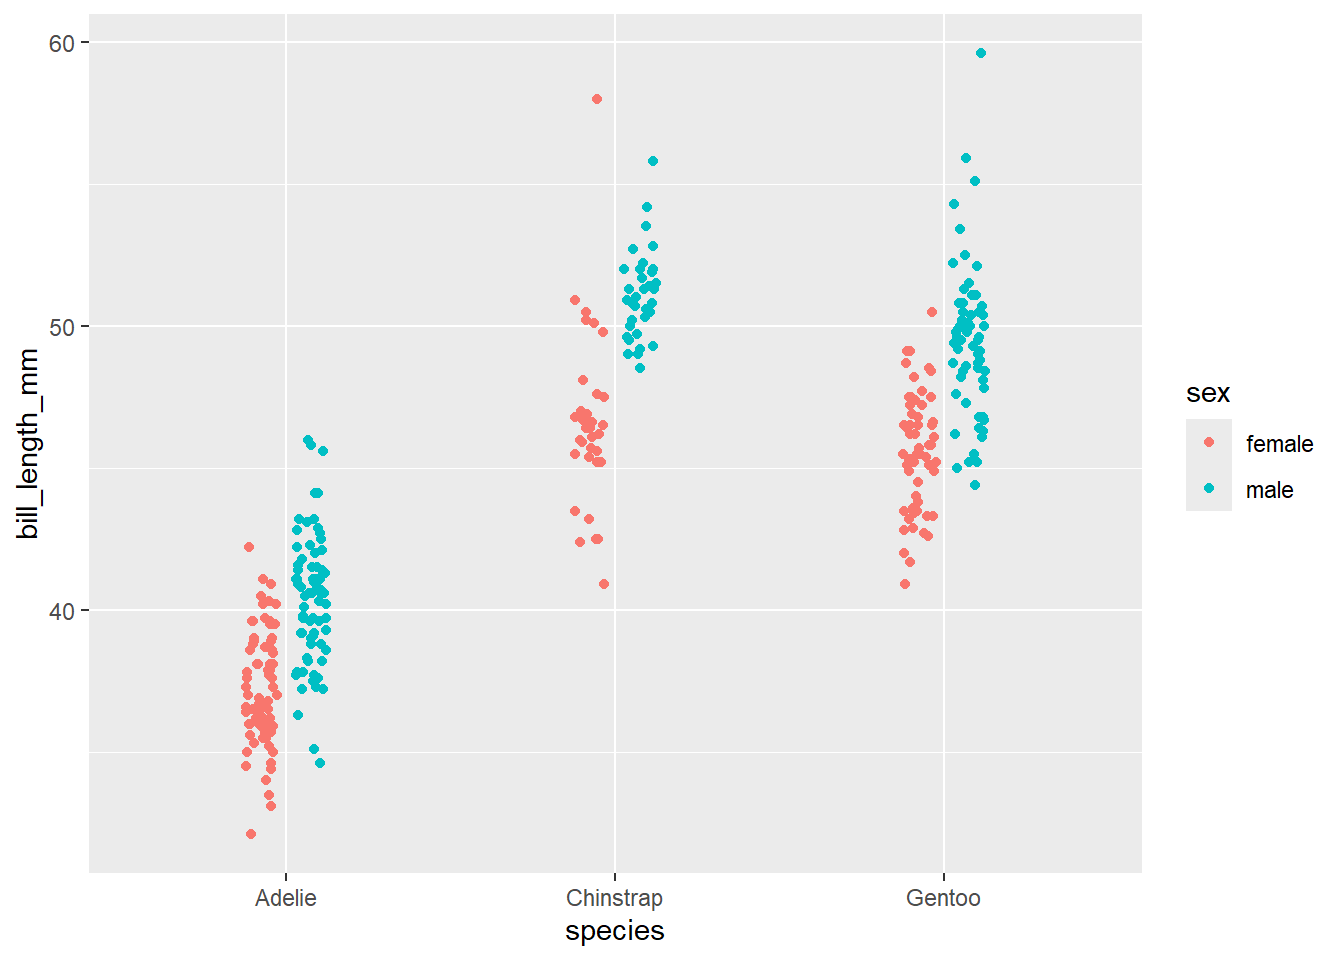 60
50
40
bill_length_mm
Adelie
Chinstrap
Gentoo
species
sex
female
male